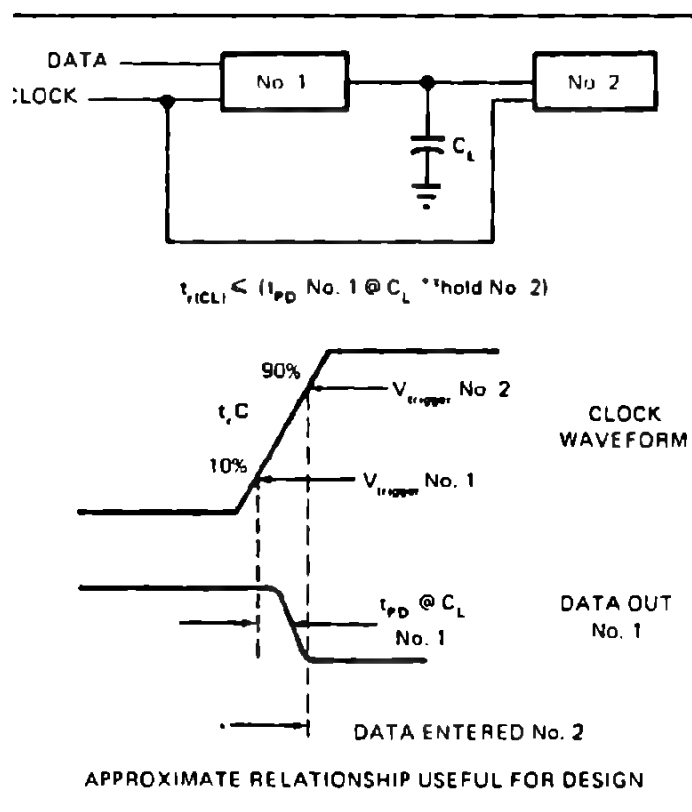 DATA
No 1
No 2
CLOCK
C_L
t_r(CL) ≤ (t_PD No. 1 @ C_L + t_hold No 2)
90%
V_trigger No 2
t_r C
CLOCK
WAVEFORM
10%
V_trigger No. 1
t_PD @ C_L
No. 1
DATA OUT
No. 1
DATA ENTERED No. 2
APPROXIMATE RELATIONSHIP USEFUL FOR DESIGN